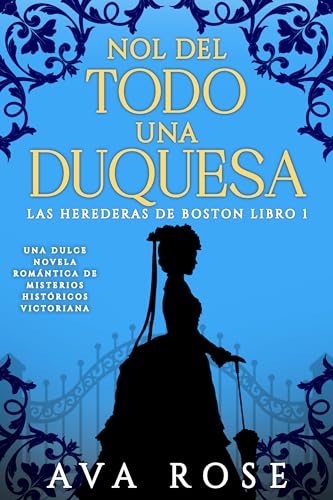 NOL DEL
TODO
UNA
DUQUESA
LAS HEREDERAS DE BOSTON LIBRO 1
UNA DULCE
NOVELA
ROMÁNTICA DE
MISTERIOS
HISTÓRICOS
VICTORIANA
AVA ROSE